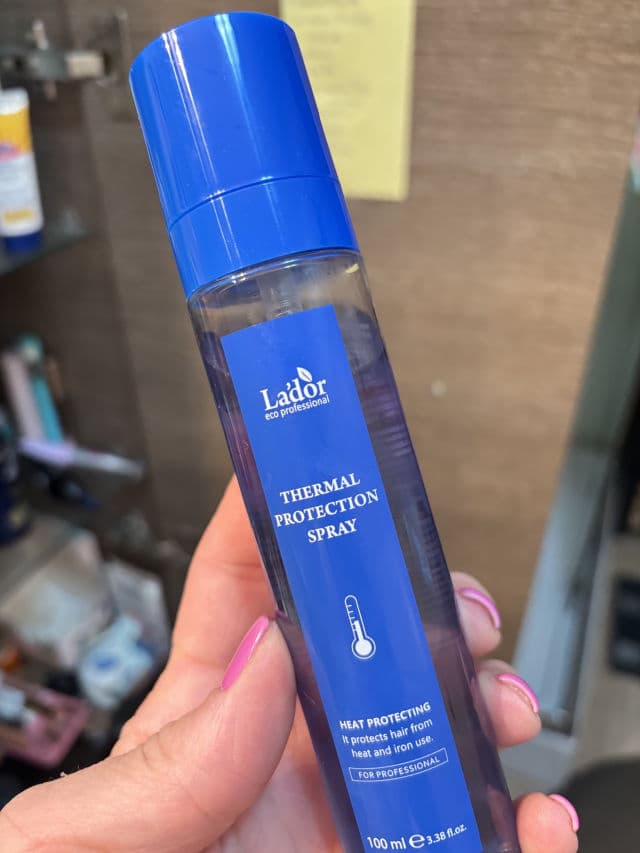 La'dor
eco professional
THERMAL
PROTECTION
SPRAY
HEAT PROTECTING
It protects hair from
heat and iron use.
FOR PROFESSIONAL
100 ml ℮ 3.38 fl.oz.